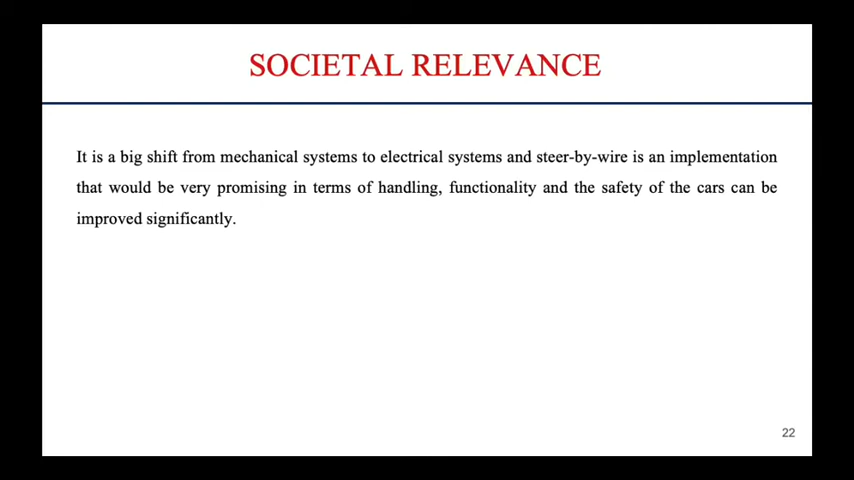 SOCIETAL RELEVANCE
It is a big shift from mechanical systems to electrical systems and steer-by-wire is an implementation
that would be very promising in terms of handling, functionality and the safety of the cars can be
improved significantly.
22